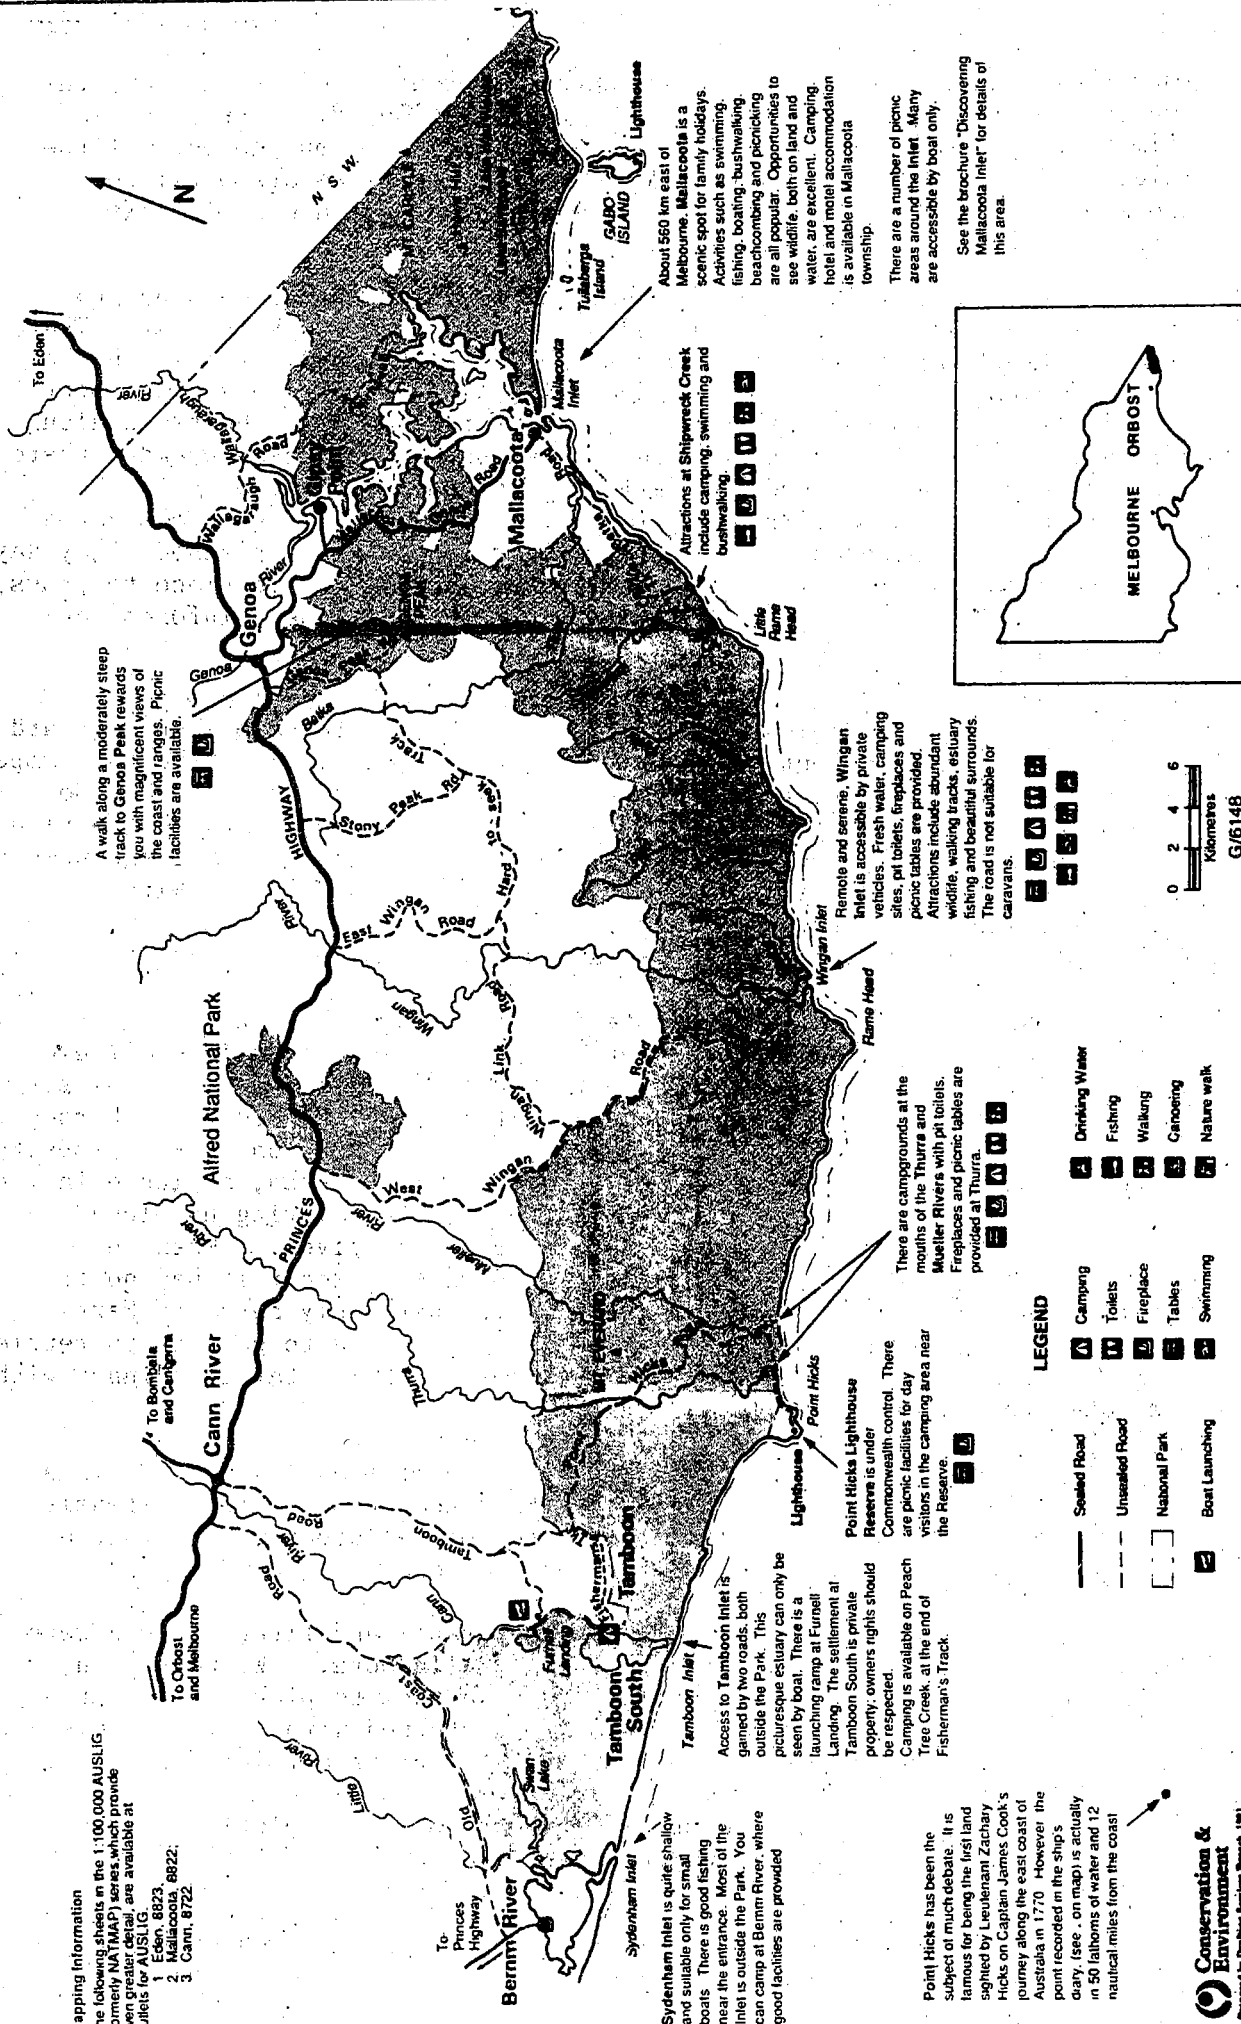 apping Information
he following sheets in the 1:100,000 AUSLIG
ormerly NATMAP) series, which provide
ven greater detail, are available at
utlets for AUSLIG.
1 Eden, 8823,
2. Mallacoota, 8822;
3. Cann, 8722
A walk along a moderately steep
track to Genoa Peak rewards
you with magnificent views of
the coast and ranges. Picnic
facilities are available.
N
N S W
To Eden
River
Wallagaraugh
Road
Wallagaraugh
Gipsy
Point
Genoa
River
Genoa
HIGHWAY
PRINCES
Alfred National Park
Cann River
To Bombala
and Canberra
To Orbost
and Melbourne
River
River
Betka
Track
Stony Peak Rd
Hard to seek
East Wingan Road
Wingan
Wingan Link Road
Road
West Wingan
River
Mueller
Thurra
MT EVERARD
Tamboon Road
Cann River
Old Coast Road
Little River
To
Princes
Highway
Bemm River
Swan
Lake
Furnell
Landing
Fishermans
Tamboon
Tamboon
South
Mallacoota
Road
Mallacoota
Inlet
Tullaberga
Island
GABO
ISLAND
Lighthouse
Little
Rame
Head
Wingan Inlet
Rame Head
Point Hicks
Lighthouse
Tamboon Inlet
Sydenham Inlet
About 560 km east of
Melbourne, Mallacoota is a
scenic spot for family holidays.
Activities such as swimming,
fishing, boating, bushwalking,
beachcombing and picnicking
are all popular. Opportunities to
see wildlife, both on land and
water, are excellent. Camping,
hotel and motel accommodation
is available in Mallacoota
township.
There are a number of picnic
areas around the Inlet. Many
are accessible by boat only.
See the brochure "Discovering
Mallacoota Inlet" for details of
this area.
Attractions at Shipwreck Creek
include camping, swimming and
bushwalking.
Remote and serene, Wingan
Inlet is accessible by private
vehicles. Fresh water, camping
sites, pit toilets, fireplaces and
picnic tables are provided.
Attractions include abundant
wildlife, walking tracks, estuary
fishing and beautiful surrounds.
The road is not suitable for
caravans.
There are campgrounds at the
mouths of the Thurra and
Mueller Rivers with pit toilets.
Fireplaces and picnic tables are
provided at Thurra.
Point Hicks Lighthouse
Reserve is under
Commonwealth control. There
are picnic facilities for day
visitors in the camping area near
the Reserve.
Access to Tamboon Inlet is
gained by two roads, both
outside the Park. This
picturesque estuary can only be
seen by boat. There is a
launching ramp at Furnell
Landing. The settlement at
Tamboon South is private
property; owners rights should
be respected.
Camping is available on Peach
Tree Creek, at the end of
Fisherman's Track.
Sydenham Inlet is quite shallow
and suitable only for small
boats. There is good fishing
near the entrance. Most of the
Inlet is outside the Park. You
can camp at Bemm River, where
good facilities are provided
Point Hicks has been the
subject of much debate. It is
famous for being the first land
sighted by Lieutenant Zachary
Hicks on Captain James Cook's
journey along the east coast of
Australia in 1770 However the
point recorded in the ship's
diary, (see . on map) is actually
in 50 fathoms of water and 12
nautical miles from the coast
MELBOURNE
ORBOST
0 2 4 6
Kilometres
G/6148
LEGEND
Sealed Road
Unsealed Road
National Park
Boat Launching
Camping
Toilets
Fireplace
Tables
Swimming
Drinking Water
Fishing
Walking
Canoeing
Nature walk
Conservation &
Environment